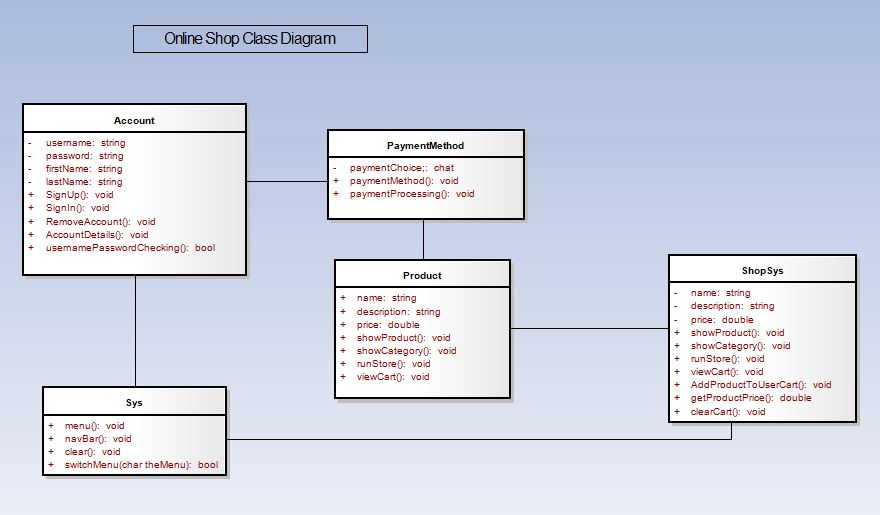 Online Shop Class Diagram
Account
- username: string
- password: string
- firstName: string
- lastName: string
+ SignUp(): void
+ SignIn(): void
+ RemoveAccount(): void
+ AccountDetails(): void
+ usernamePasswordChecking(): bool
PaymentMethod
- paymentChoice;: chat
+ paymentMethod(): void
+ paymentProcessing(): void
Product
+ name: string
+ description: string
+ price: double
+ showProduct(): void
+ showCategory(): void
+ runStore(): void
+ viewCart(): void
ShopSys
- name: string
- description: string
- price: double
+ showProduct(): void
+ showCategory(): void
+ runStore(): void
+ viewCart(): void
+ AddProductToUserCart(): void
+ getProductPrice(): double
+ clearCart(): void
Sys
+ menu(): void
+ navBar(): void
+ clear(): void
+ switchMenu(char theMenu): bool